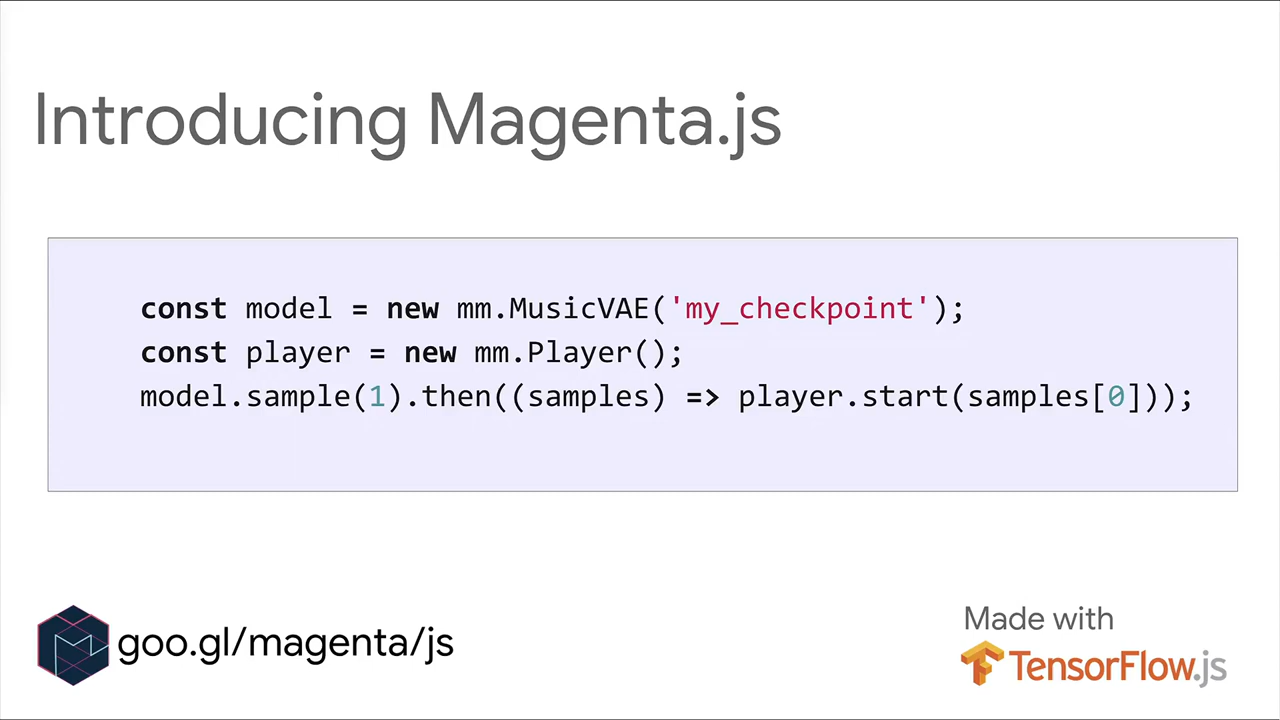 Introducing Magenta.js
const model = new mm.MusicVAE('my_checkpoint');
const player = new mm.Player();
model.sample(1).then((samples) => player.start(samples[0]));
goo.gl/magenta/js
Made with
TensorFlow.js